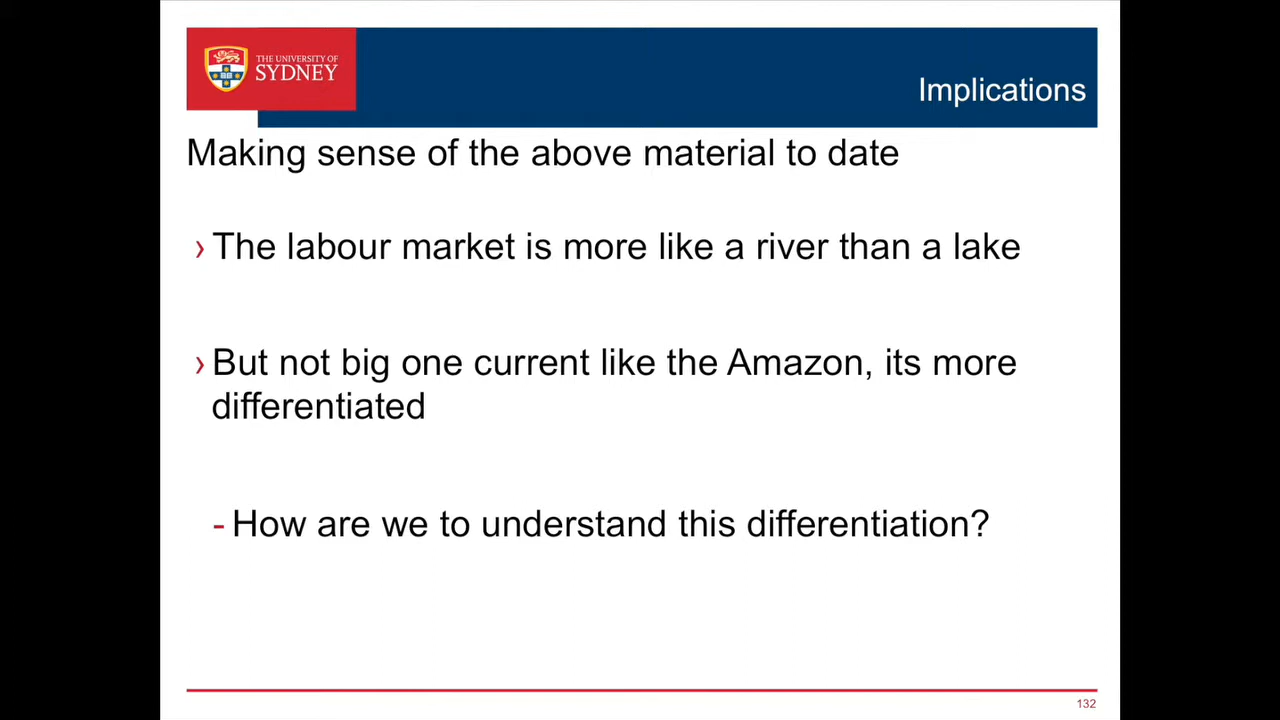 THE UNIVERSITY OF
SYDNEY
Implications
Making sense of the above material to date
› The labour market is more like a river than a lake
› But not big one current like the Amazon, its more
differentiated
- How are we to understand this differentiation?
132